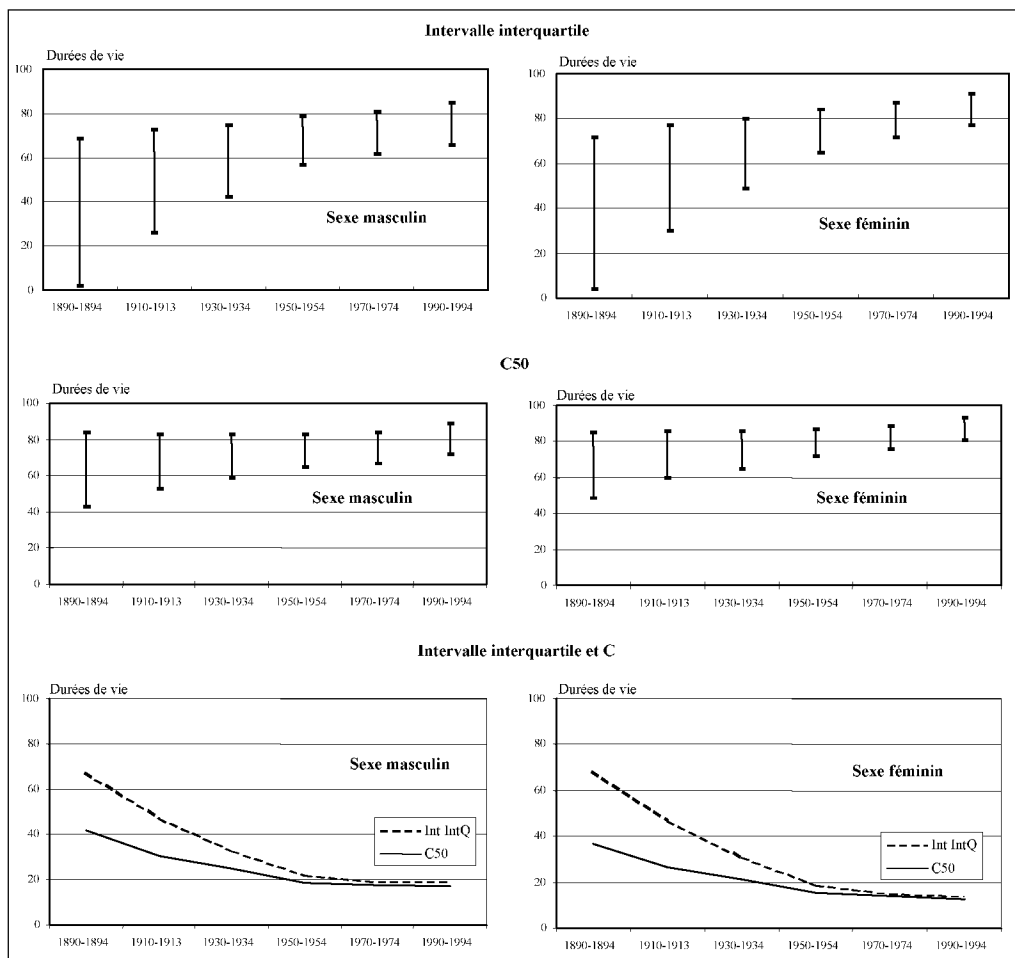 Intervalle interquartile
Durées de vie
100
80
60
40
20
0
Sexe masculin
1890-1894 1910-1913 1930-1934 1950-1954 1970-1974 1990-1994
Durées de vie
100
80
60
40
20
0
Sexe féminin
1890-1894 1910-1913 1930-1934 1950-1954 1970-1974 1990-1994
C50
Durées de vie
100
80
60
40
20
0
Sexe masculin
1890-1894 1910-1913 1930-1934 1950-1954 1970-1974 1990-1994
Durées de vie
100
80
60
40
20
0
Sexe féminin
1890-1894 1910-1913 1930-1934 1950-1954 1970-1974 1990-1994
Intervalle interquartile et C
Durées de vie
100
80
60
40
20
0
Sexe masculin
Int IntQ
C50
1890-1894 1910-1913 1930-1934 1950-1954 1970-1974 1990-1994
Durées de vie
100
80
60
40
20
0
Sexe féminin
Int IntQ
C50
1890-1894 1910-1913 1930-1934 1950-1954 1970-1974 1990-1994